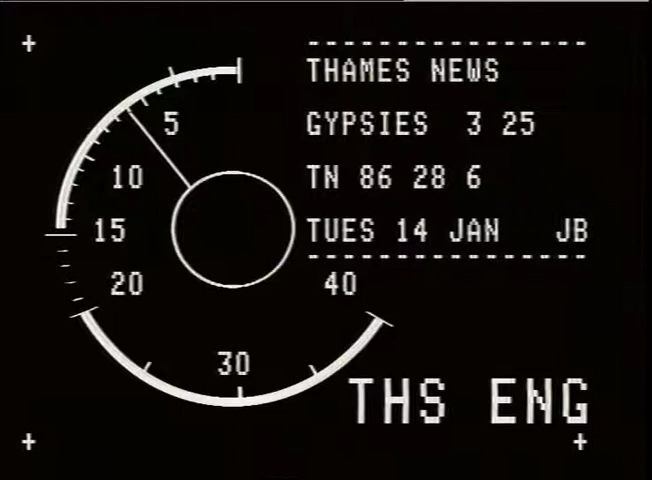 THAMES NEWS
GYPSIES 3 25
TN 86 28 6
TUES 14 JAN JB
5
10
15
20
30
40
THS ENG